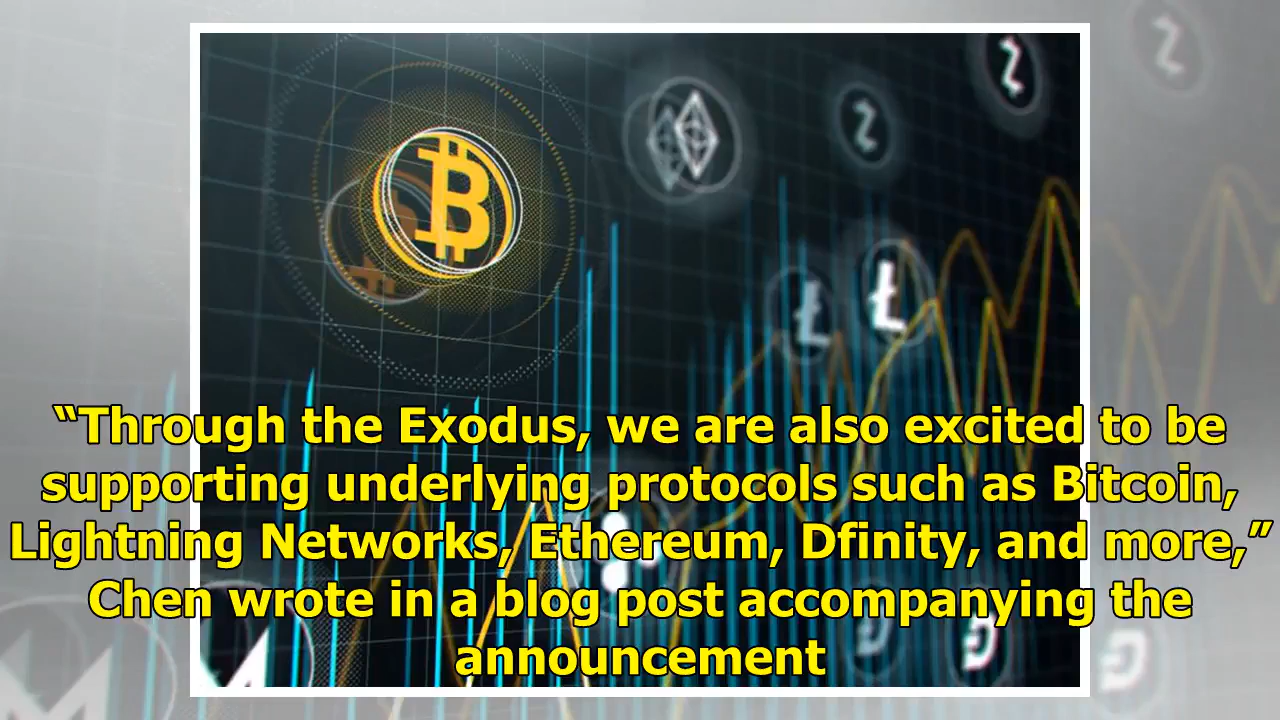 “Through the Exodus, we are also excited to be
supporting underlying protocols such as Bitcoin,
Lightning Networks, Ethereum, Dfinity, and more,”
Chen wrote in a blog post accompanying the
announcement